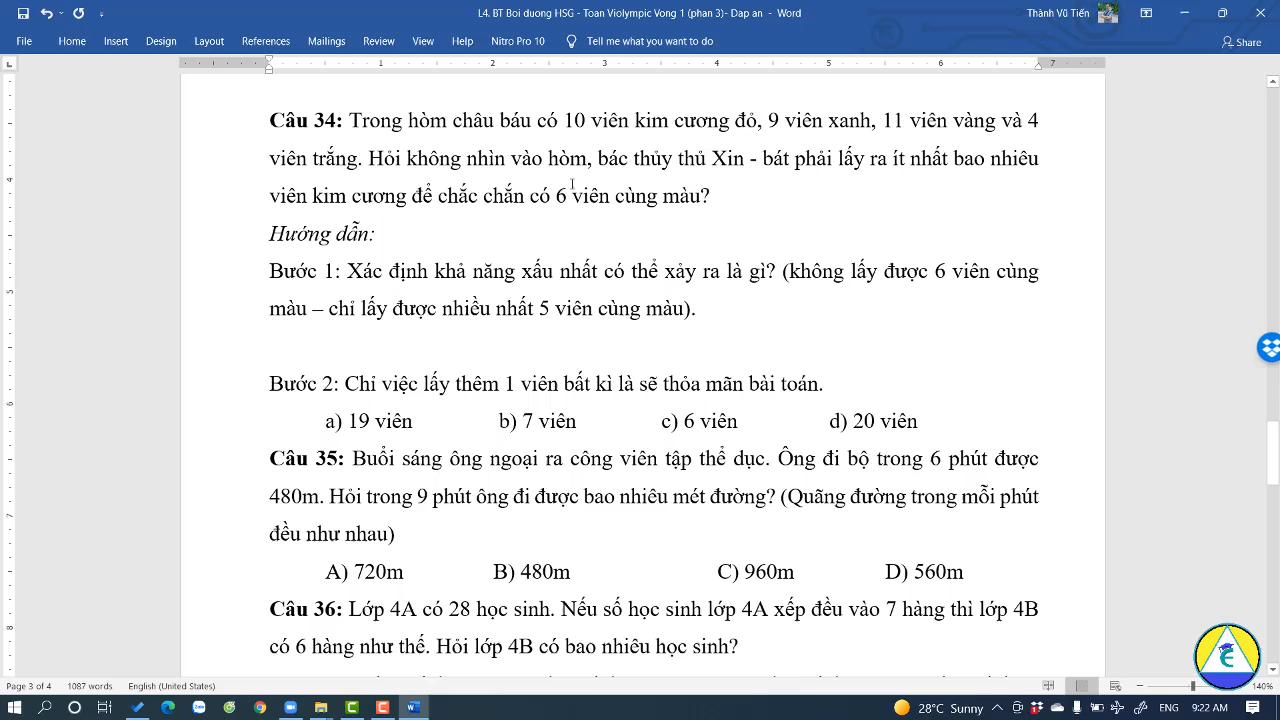 L4. BT Boi duong HSG - Toan Violympic Vong 1 (phan 3)- Dap an - Word
Thành Vũ Tiến
File Home Insert Design Layout References Mailings Review View Help Nitro Pro 10 Tell me what you want to do Share
1 2 3 4 5 6 7
Câu 34: Trong hòm châu báu có 10 viên kim cương đỏ, 9 viên xanh, 11 viên vàng và 4
viên trắng. Hỏi không nhìn vào hòm, bác thủy thủ Xin - bát phải lấy ra ít nhất bao nhiêu
viên kim cương để chắc chắn có 6 viên cùng màu?
Hướng dẫn:
Bước 1: Xác định khả năng xấu nhất có thể xảy ra là gì? (không lấy được 6 viên cùng
màu – chỉ lấy được nhiều nhất 5 viên cùng màu).
Bước 2: Chỉ việc lấy thêm 1 viên bất kì là sẽ thỏa mãn bài toán.
a) 19 viên b) 7 viên c) 6 viên d) 20 viên
Câu 35: Buổi sáng ông ngoại ra công viên tập thể dục. Ông đi bộ trong 6 phút được
480m. Hỏi trong 9 phút ông đi được bao nhiêu mét đường? (Quãng đường trong mỗi phút
đều như nhau)
A) 720m B) 480m C) 960m D) 560m
Câu 36: Lớp 4A có 28 học sinh. Nếu số học sinh lớp 4A xếp đều vào 7 hàng thì lớp 4B
có 6 hàng như thế. Hỏi lớp 4B có bao nhiêu học sinh?
Page 3 of 4 1087 words English (United States) 140%
28°C Sunny ENG 9:22 AM